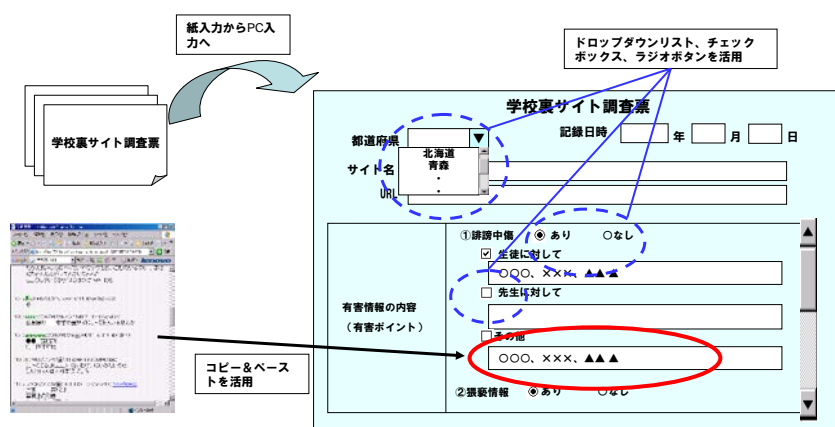 紙入力からPC入
力へ
ドロップダウンリスト、チェック
ボックス、ラジオボタンを活用
学校裏サイト調査票
学校裏サイト調査票
都道府県
▼
記録日時 年 月 日
北海道
青森
・
・
サイト名
URL
有害情報の内容
（有害ポイント）
①誹謗中傷 ◉ あり ○なし
生徒に対して
○○○、×××、▲▲▲
先生に対して
その他
○○○、×××、▲▲▲
②猥褻情報 ◉あり ○なし
コピー＆ペース
トを活用